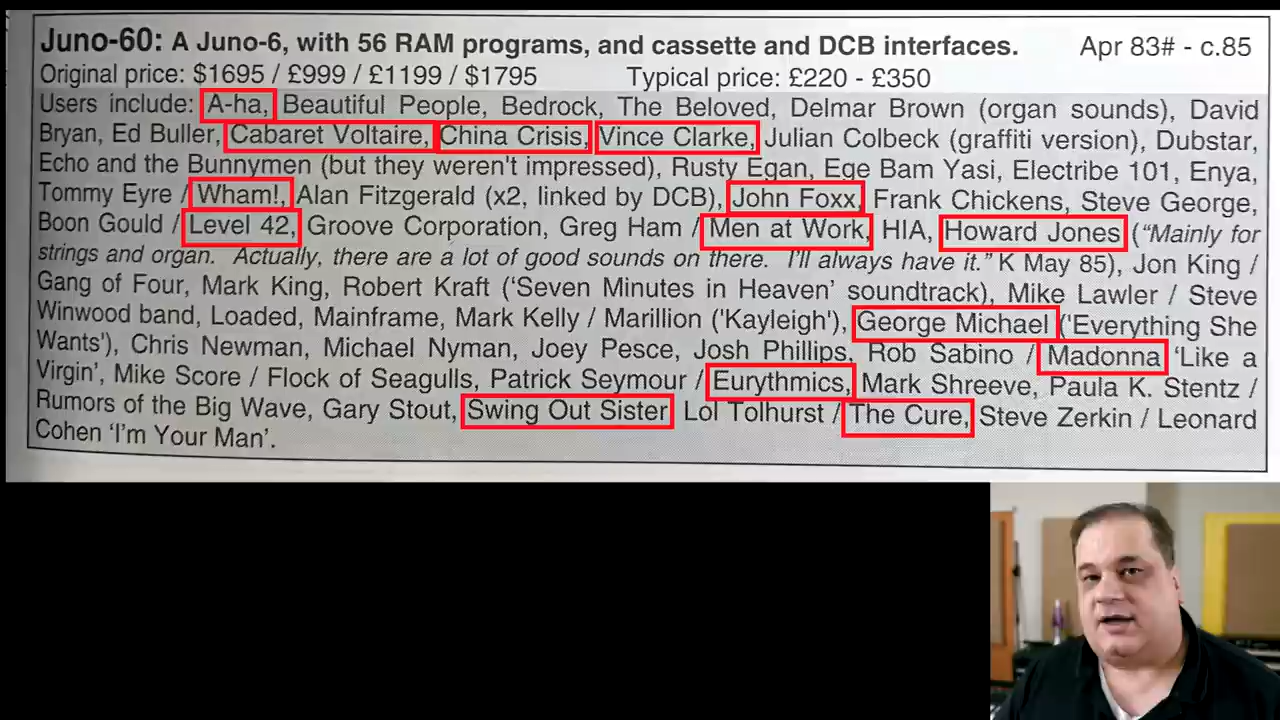 Juno-60: A Juno-6, with 56 RAM programs, and cassette and DCB interfaces. Apr 83# - c.85
Original price: $1695 / £999 / £1199 / $1795 Typical price: £220 - £350
Users include: A-ha, Beautiful People, Bedrock, The Beloved, Delmar Brown (organ sounds), David
Bryan, Ed Buller, Cabaret Voltaire, China Crisis, Vince Clarke, Julian Colbeck (graffiti version), Dubstar,
Echo and the Bunnymen (but they weren't impressed), Rusty Egan, Ege Bam Yasi, Electribe 101, Enya,
Tommy Eyre / Wham!, Alan Fitzgerald (x2, linked by DCB), John Foxx, Frank Chickens, Steve George,
Boon Gould / Level 42, Groove Corporation, Greg Ham / Men at Work, HIA, Howard Jones ("Mainly for
strings and organ. Actually, there are a lot of good sounds on there. I'll always have it." K May 85), Jon King /
Gang of Four, Mark King, Robert Kraft ('Seven Minutes in Heaven' soundtrack), Mike Lawler / Steve
Winwood band, Loaded, Mainframe, Mark Kelly / Marillion ('Kayleigh'), George Michael ('Everything She
Wants'), Chris Newman, Michael Nyman, Joey Pesce, Josh Phillips, Rob Sabino / Madonna 'Like a
Virgin', Mike Score / Flock of Seagulls, Patrick Seymour / Eurythmics, Mark Shreeve, Paula K. Stentz /
Rumors of the Big Wave, Gary Stout, Swing Out Sister Lol Tolhurst / The Cure, Steve Zerkin / Leonard
Cohen 'I'm Your Man'.